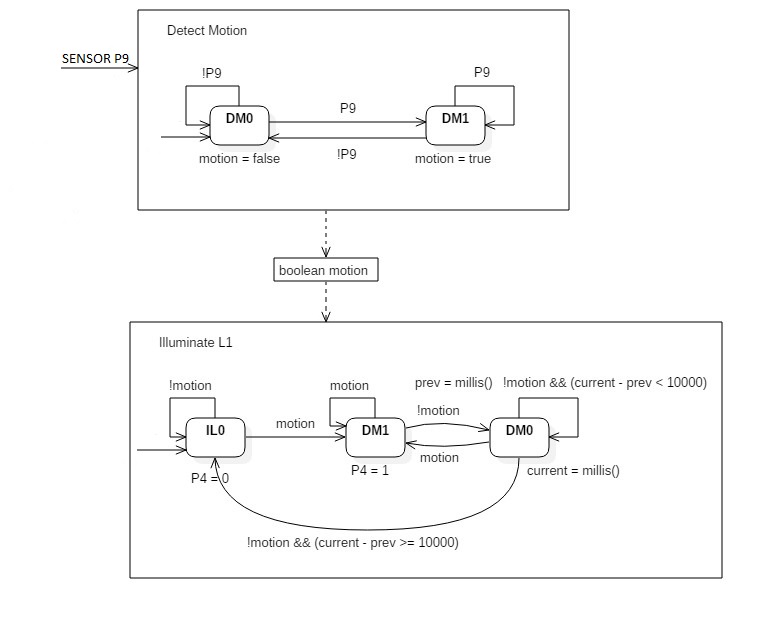 Detect Motion
SENSOR P9
!P9
P9
DM0
P9
DM1
!P9
motion = false
motion = true
boolean motion
Illuminate L1
!motion
motion
prev = millis()
!motion && (current - prev < 10000)
!motion
IL0
motion
DM1
DM0
motion
P4 = 0
P4 = 1
current = millis()
!motion && (current - prev >= 10000)